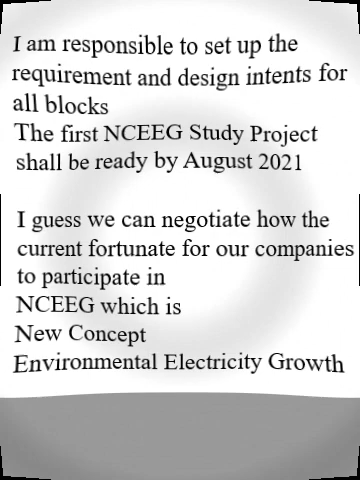 I am responsible to set up the
requirement and design intents for
all blocks
The first NCEEG Study Project
shall be ready by August 2021
I guess we can negotiate how the
current fortunate for our companies
to participate in
NCEEG which is
New Concept
Environmental Electricity Growth